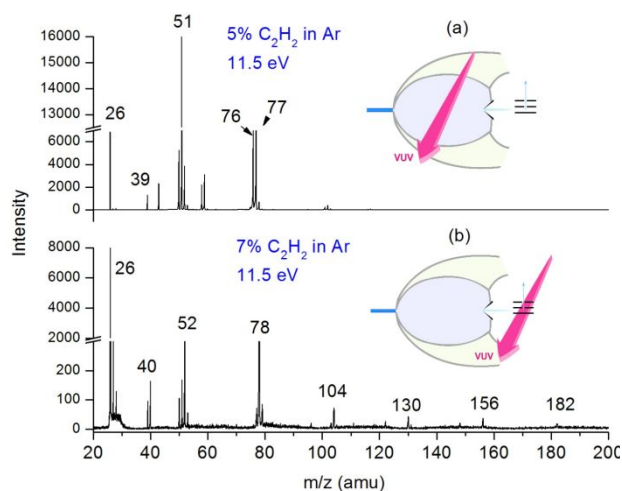 51
5% C₂H₂ in Ar
11.5 eV
(a)
16000
15000
14000
13000
6000
4000
2000
0
26
39
76
77
VUV
Intensity
7% C₂H₂ in Ar
11.5 eV
(b)
8000
6000
4000
2000
200
100
0
26
40
52
78
104
130
156
182
VUV
20 40 60 80 100 120 140 160 180 200
m/z (amu)